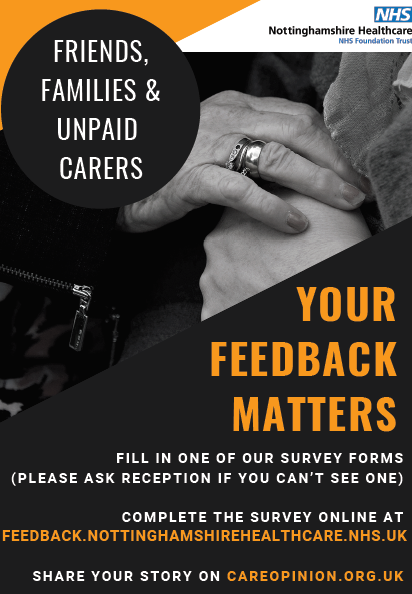 FRIENDS,
FAMILIES &
UNPAID
CARERS
NHS
Nottinghamshire Healthcare
NHS Foundation Trust
YOUR
FEEDBACK
MATTERS
FILL IN ONE OF OUR SURVEY FORMS
(PLEASE ASK RECEPTION IF YOU CAN'T SEE ONE)
COMPLETE THE SURVEY ONLINE AT
FEEDBACK.NOTTINGHAMSHIREHEALTHCARE.NHS.UK
SHARE YOUR STORY ON CAREOPINION.ORG.UK